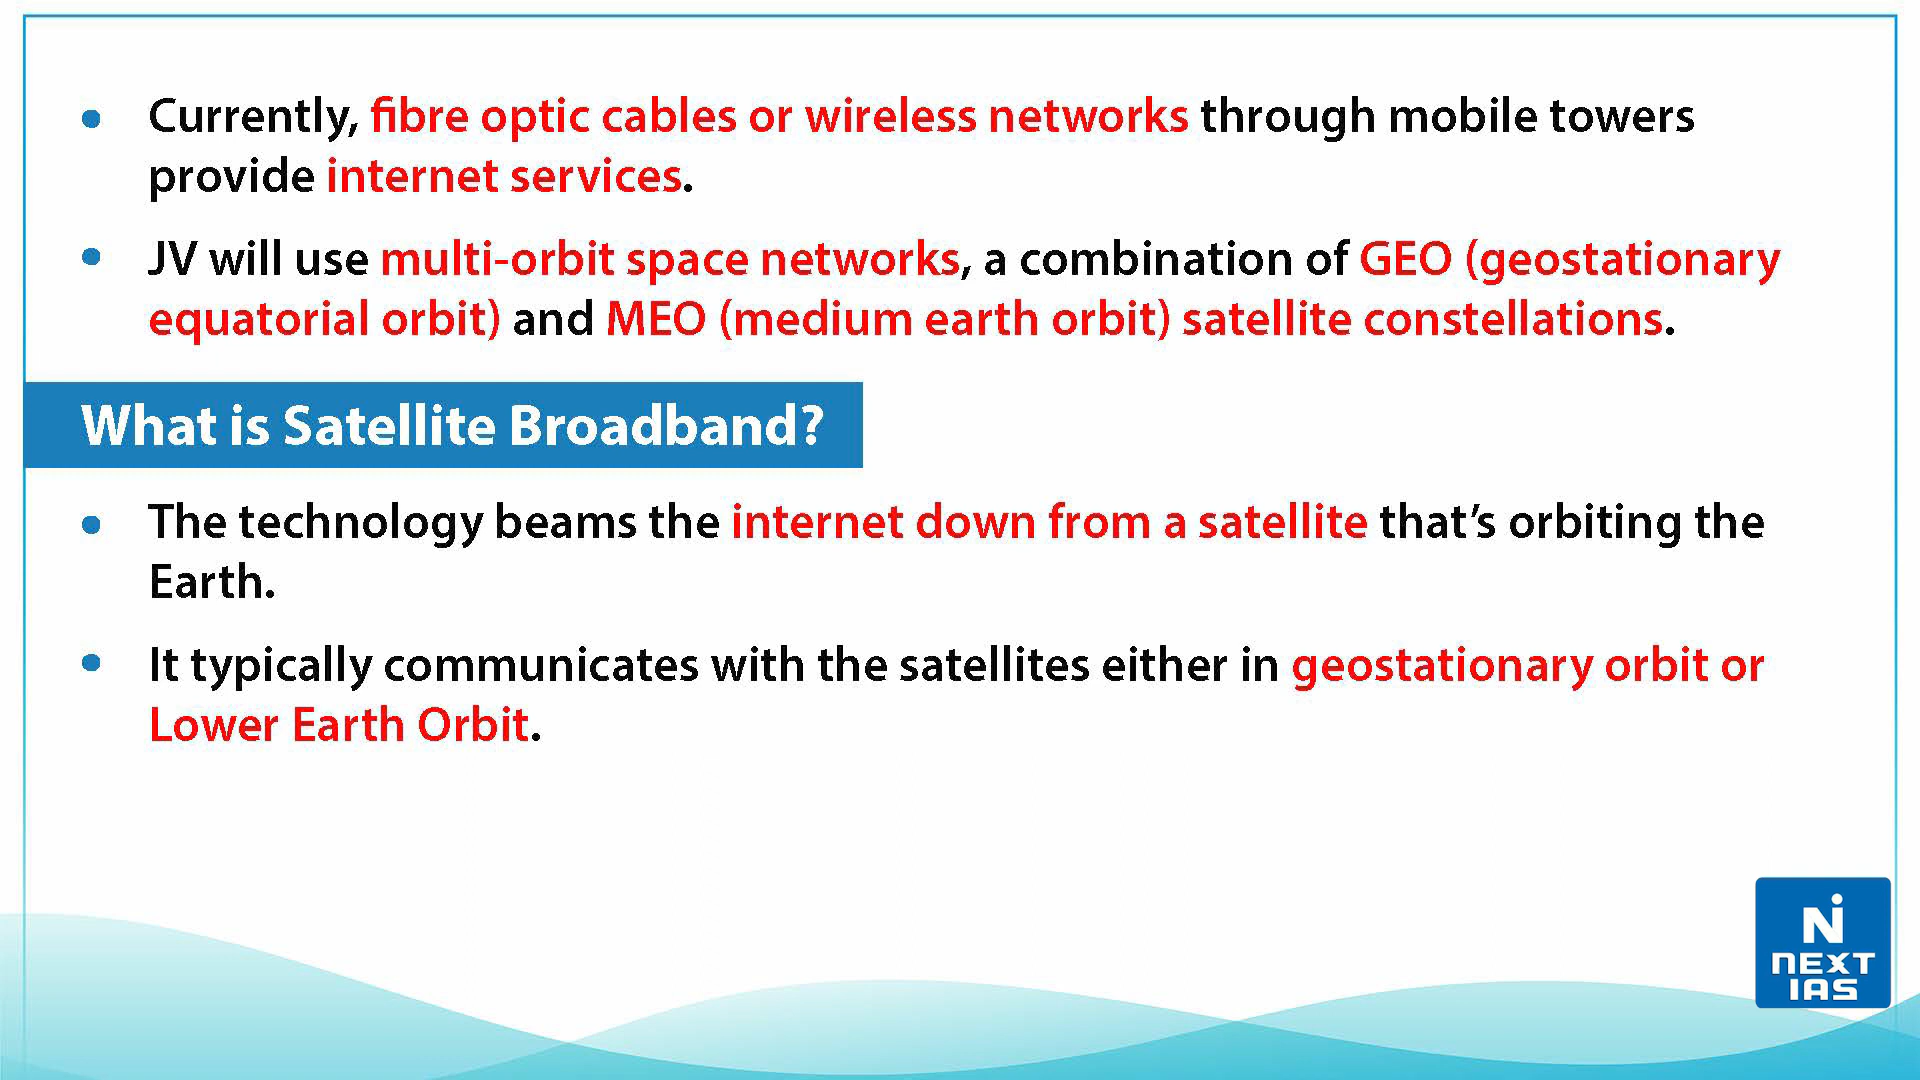 • Currently, fibre optic cables or wireless networks through mobile towers
provide internet services.
• JV will use multi-orbit space networks, a combination of GEO (geostationary
equatorial orbit) and MEO (medium earth orbit) satellite constellations.
What is Satellite Broadband?
• The technology beams the internet down from a satellite that’s orbiting the
Earth.
• It typically communicates with the satellites either in geostationary orbit or
Lower Earth Orbit.
N
NEXT
IAS